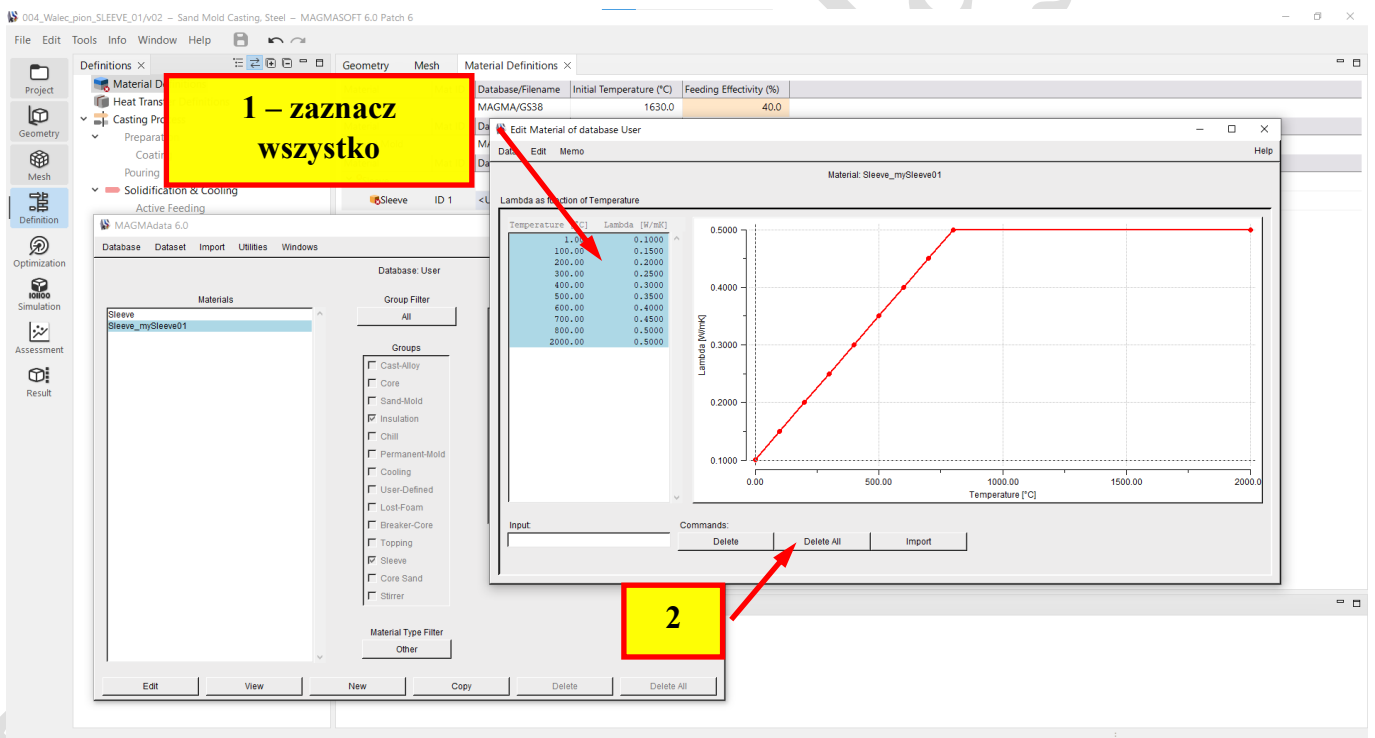 004_Walec_pion_SLEEVE_01/v02 – Sand Mold Casting, Steel – MAGMASOFT 6.0 Patch 6
File Edit Tools Info Window Help
Project
Geometry
Mesh
Definition
Optimization
Simulation
Assessment
Result
Definitions
Material D
Heat Trans
Casting Pro
Preparat
Coatin
Pouring
Solidification & Cooling
Active Feeding
1 – zaznacz
wszystko
Geometry Mesh Material Definitions
Database/Filename Initial Temperature (°C) Feeding Effectivity (%)
MAGMA/GS38 1630.0 40.0
Sleeve ID 1
MAGMAdata 6.0
Database Dataset Import Utilities Windows
Database: User
Materials
Sleeve
Sleeve_mySleeve01
Group Filter
All
Groups
Cast-Alloy
Core
Sand-Mold
Insulation
Chill
Permanent-Mold
Cooling
User-Defined
Lost-Foam
Breaker-Core
Topping
Sleeve
Core Sand
Stirrer
Material Type Filter
Other
Edit View New Copy Delete Delete All
Edit Material of database User
Data Edit Memo Help
Material: Sleeve_mySleeve01
Lambda as function of Temperature
Temperature [°C] Lambda [W/mK]
1.00 0.1000
100.00 0.1500
200.00 0.2000
300.00 0.2500
400.00 0.3000
500.00 0.3500
600.00 0.4000
700.00 0.4500
800.00 0.5000
2000.00 0.5000
Lambda [W/mK]
0.5000
0.4000
0.3000
0.2000
0.1000
0.00 500.00 1000.00 1500.00 2000.0
Temperature [°C]
Input:
Commands:
Delete Delete All Import
2